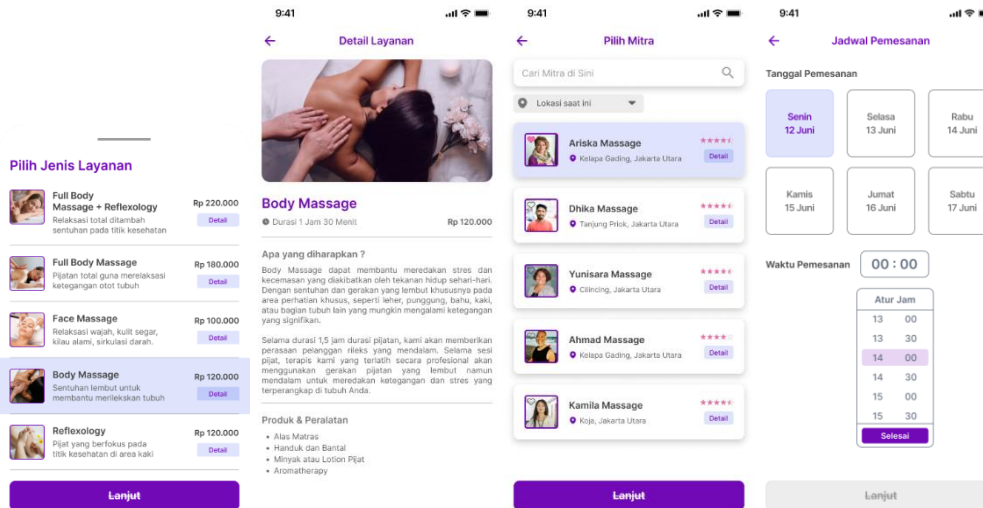 Pilih Jenis Layanan
Full Body
Massage + Reflexology
Rp 220.000
Relaksasi total ditambah
sentuhan pada titik kesehatan
Detail
Full Body Massage
Rp 180.000
Pijatan total guna merelaksasi
ketegangan otot tubuh
Detail
Face Massage
Rp 100.000
Relaksasi wajah, kulit segar,
kilau alami, sirkulasi darah.
Detail
Body Massage
Rp 120.000
Sentuhan lembut untuk
membantu merilekskan tubuh
Detail
Reflexology
Rp 120.000
Pijat yang berfokus pada
titik kesehatan di area kaki
Detail
Lanjut
9:41
Detail Layanan
Body Massage
Durasi 1 Jam 30 Menit
Rp 120.000
Apa yang diharapkan ?
Body Massage dapat membantu meredakan stres dan
kecemasan yang diakibatkan oleh tekanan hidup sehari-hari.
Dengan sentuhan dan gerakan yang lembut khususnya pada
area perhatian khusus, seperti leher, punggung, bahu, kaki,
atau bagian tubuh lain yang mungkin mengalami ketegangan
yang signifikan.
Selama durasi 1,5 jam durasi pijatan, kami akan memberikan
perasaan pelanggan rileks yang mendalam. Selama sesi
pijat, terapis kami yang terlatih secara profesional akan
menggunakan gerakan pijatan yang lembut namun
mendalam untuk meredakan ketegangan dan stres yang
terperangkap di tubuh Anda.
Produk & Peralatan
• Alas Matras
• Handuk dan Bantal
• Minyak atau Lotion Pijat
• Aromatherapy
9:41
Pilih Mitra
Cari Mitra di Sini
Lokasi saat ini
Ariska Massage
Kelapa Gading, Jakarta Utara
Detail
Dhika Massage
Tanjung Priok, Jakarta Utara
Detail
Yunisara Massage
Cilincing, Jakarta Utara
Detail
Ahmad Massage
Kelapa Gading, Jakarta Utara
Detail
Kamila Massage
Koja, Jakarta Utara
Detail
Lanjut
9:41
Jadwal Pemesanan
Tanggal Pemesanan
Senin
12 Juni
Selasa
13 Juni
Rabu
14 Juni
Kamis
15 Juni
Jumat
16 Juni
Sabtu
17 Juni
Waktu Pemesanan
00 : 00
Atur Jam
13 00
13 30
14 00
14 30
15 00
15 30
Selesai
Lanjut